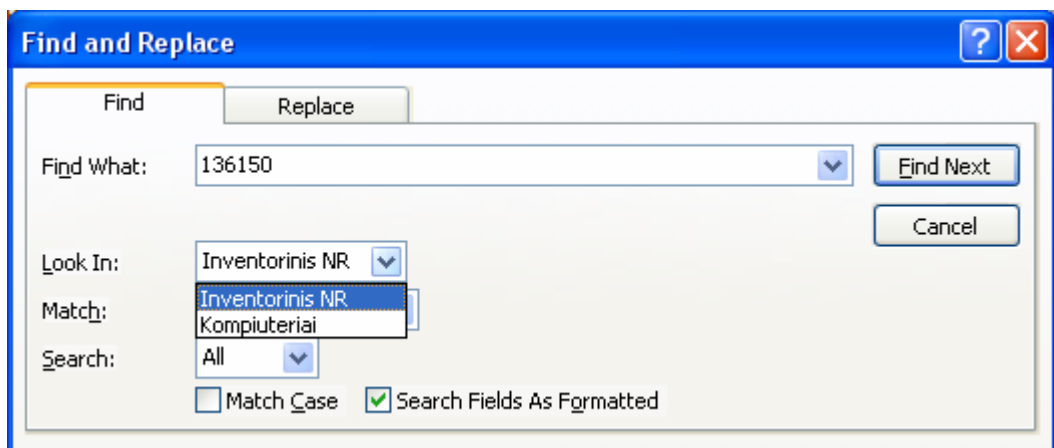 Find and Replace
Find Replace
Find What: 136150 Find Next
Cancel
Look In: Inventorinis NR
Inventorinis NR
Match:
Kompiuteriai
Search: All
Match Case Search Fields As Formatted